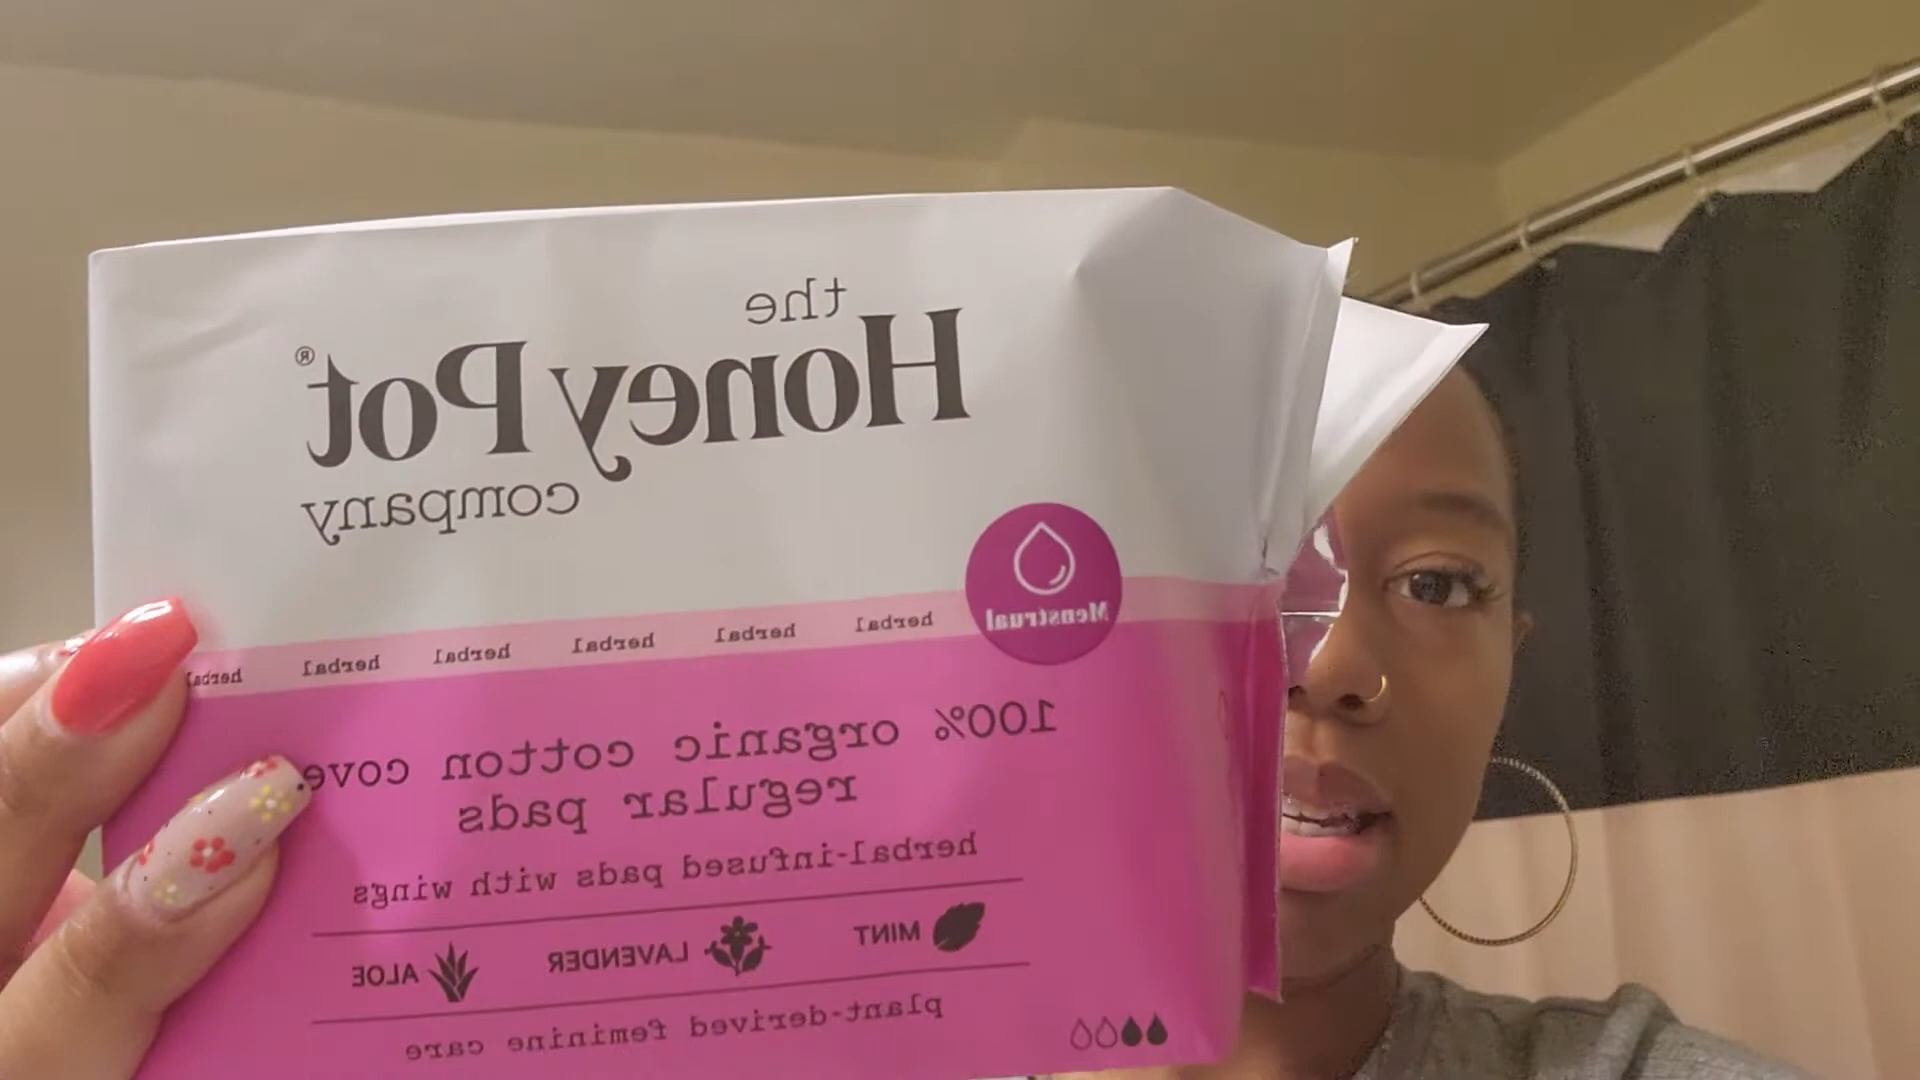 the
Honey Pot®
company
Menstrual
herbal herbal herbal herbal herbal herbal
100% organic cotton cove
regular pads
herbal-infused pads with wings
MINT LAVENDER ALOE
plant-derived feminine care